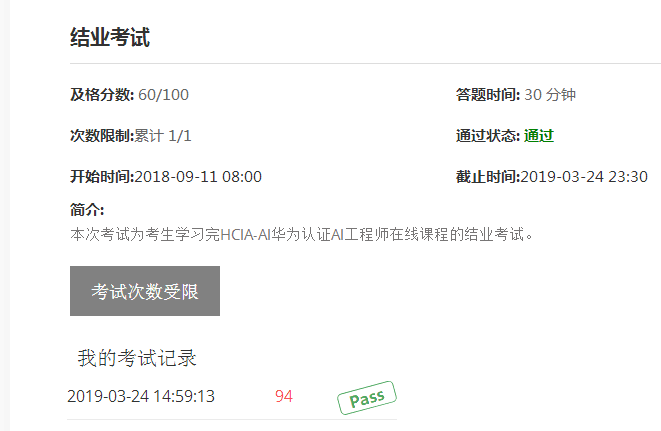 结业考试
及格分数: 60/100
答题时间: 30 分钟
次数限制:累计 1/1
通过状态: 通过
开始时间:2018-09-11 08:00
截止时间:2019-03-24 23:30
简介:
本次考试为考生学习完HCIA-AI华为认证AI工程师在线课程的结业考试。
考试次数受限
我的考试记录
2019-03-24 14:59:13 94 Pass